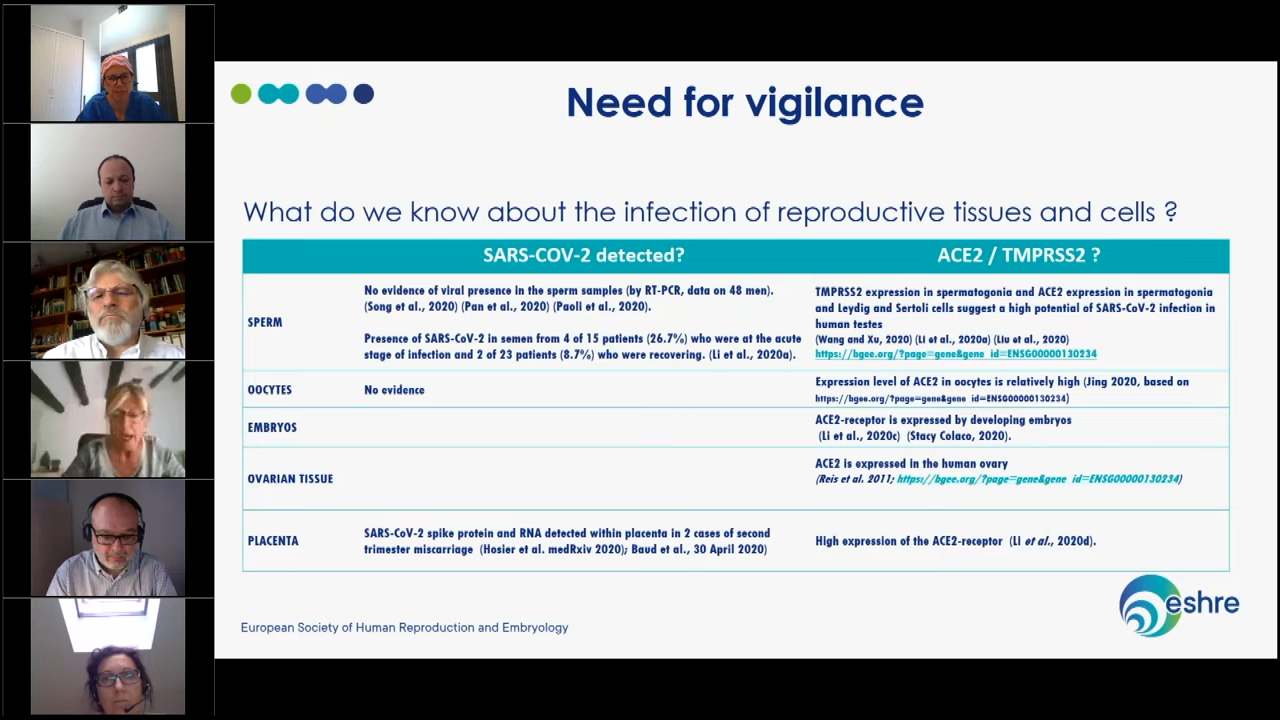 Need for vigilance
What do we know about the infection of reproductive tissues and cells ?
SARS-COV-2 detected?
ACE2 / TMPRSS2 ?
SPERM
No evidence of viral presence in the sperm samples (by RT-PCR, data on 48 men).
(Song et al., 2020) (Pan et al., 2020) (Paoli et al., 2020).
Presence of SARS-CoV-2 in semen from 4 of 15 patients (26.7%) who were at the acute
stage of infection and 2 of 23 patients (8.7%) who were recovering. (Li et al., 2020a).
TMPRSS2 expression in spermatogonia and ACE2 expression in spermatogonia
and Leydig and Sertoli cells suggest a high potential of SARS-CoV-2 infection in
human testes
(Wang and Xu, 2020) (Li et al., 2020a) (Liu et al., 2020)
https://bgee.org/?page=gene&gene_id=ENSG00000130234
OOCYTES
No evidence
Expression level of ACE2 in oocytes is relatively high (Jing 2020, based on
https://bgee.org/?page=gene&gene_id=ENSG00000130234)
EMBRYOS
ACE2-receptor is expressed by developing embryos
(Li et al., 2020c) (Stacy Colaco, 2020).
OVARIAN TISSUE
ACE2 is expressed in the human ovary
(Reis et al. 2011; https://bgee.org/?page=gene&gene_id=ENSG00000130234)
PLACENTA
SARS-CoV-2 spike protein and RNA detected within placenta in 2 cases of second
trimester miscarriage (Hosier et al. medRxiv 2020); Baud et al., 30 April 2020)
High expression of the ACE2-receptor (Li et al., 2020d).
eshre
European Society of Human Reproduction and Embryology